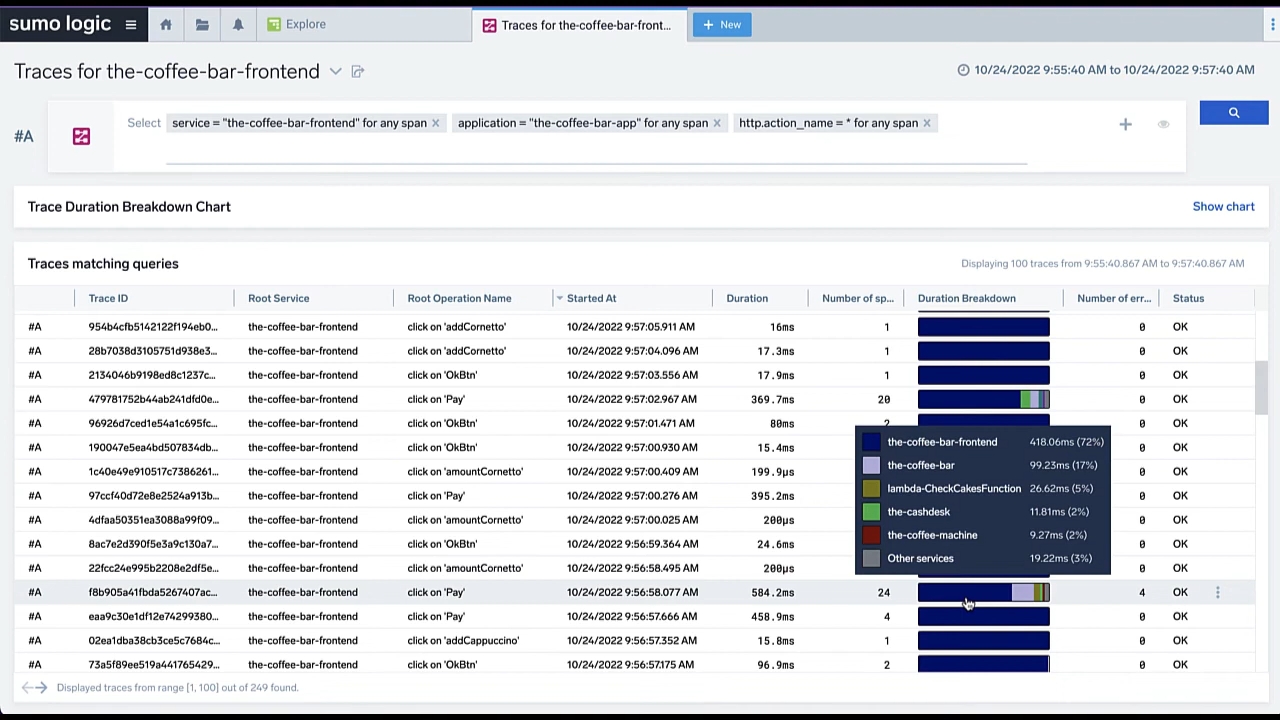 sumo logic Explore Traces for the-coffee-bar-front... + New
Traces for the-coffee-bar-frontend 10/24/2022 9:55:40 AM to 10/24/2022 9:57:40 AM
#A Select service = "the-coffee-bar-frontend" for any span × application = "the-coffee-bar-app" for any span × http.action_name = * for any span ×
Trace Duration Breakdown Chart Show chart
Traces matching queries Displaying 100 traces from 9:55:40.867 AM to 9:57:40.867 AM
Trace ID Root Service Root Operation Name Started At Duration Number of sp... Duration Breakdown Number of err... Status
#A 954b4cfb5142122f194eb0... the-coffee-bar-frontend click on 'addCornetto' 10/24/2022 9:57:05.911 AM 16ms 1 0 OK
#A 28b7038d3105751d938e3... the-coffee-bar-frontend click on 'addCornetto' 10/24/2022 9:57:04.096 AM 17.3ms 1 0 OK
#A 2134046b9198ed8c1237c... the-coffee-bar-frontend click on 'OkBtn' 10/24/2022 9:57:03.556 AM 17.9ms 1 0 OK
#A 479781752b44ab241dfd0e... the-coffee-bar-frontend click on 'Pay' 10/24/2022 9:57:02.967 AM 369.7ms 20 0 OK
#A 96926d7ced1e54a1c695fc... the-coffee-bar-frontend click on 'OkBtn' 10/24/2022 9:57:01.471 AM 80ms 2 0 OK
#A 190047e5ea4bd507834db... the-coffee-bar-frontend click on 'OkBtn' 10/24/2022 9:57:00.930 AM 15.4ms 0 OK
#A 1c40e49e910517c7386261... the-coffee-bar-frontend click on 'amountCornetto' 10/24/2022 9:57:00.409 AM 199.9µs 0 OK
#A 97ccf40d72e8e2524a913b... the-coffee-bar-frontend click on 'Pay' 10/24/2022 9:57:00.276 AM 395.2ms 0 OK
#A 4dfaa50351ea3088a99f09... the-coffee-bar-frontend click on 'amountCornetto' 10/24/2022 9:57:00.025 AM 200µs 0 OK
#A 8ac7e2d390f5e3a9c130a7... the-coffee-bar-frontend click on 'OkBtn' 10/24/2022 9:56:59.364 AM 24.6ms 0 OK
#A 22fcc24e995b2208e2df5e... the-coffee-bar-frontend click on 'amountCornetto' 10/24/2022 9:56:58.495 AM 200µs 0 OK
#A f8b905a41fbda5267407ac... the-coffee-bar-frontend click on 'Pay' 10/24/2022 9:56:58.077 AM 584.2ms 24 4 OK
#A eaa9c30e1df12e74299380... the-coffee-bar-frontend click on 'Pay' 10/24/2022 9:56:57.666 AM 458.9ms 4 0 OK
#A 02ea1dba38cb3ce5c7684c... the-coffee-bar-frontend click on 'addCappuccino' 10/24/2022 9:56:57.352 AM 15.8ms 1 0 OK
#A 73a5f89ee519a441765429... the-coffee-bar-frontend click on 'OkBtn' 10/24/2022 9:56:57.175 AM 96.9ms 2 0 OK
the-coffee-bar-frontend 418.06ms (72%)
the-coffee-bar 99.23ms (17%)
lambda-CheckCakesFunction 26.62ms (5%)
the-cashdesk 11.81ms (2%)
the-coffee-machine 9.27ms (2%)
Other services 19.22ms (3%)
Displayed traces from range [1, 100] out of 249 found.